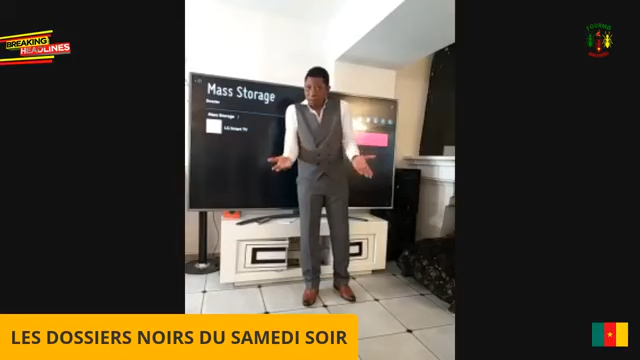 BREAKING
HEADLINES
Mass Storage
Mass Storage /
LG Smart TV
LES DOSSIERS NOIRS DU SAMEDI SOIR